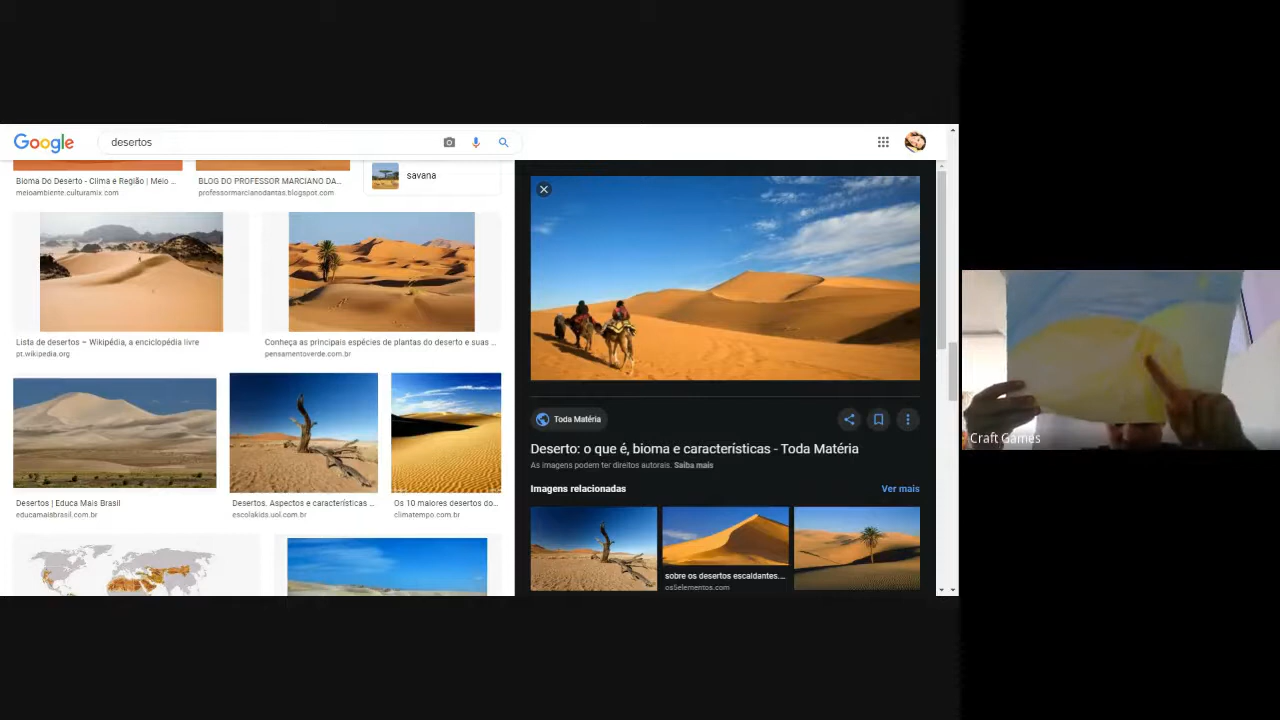 Google
desertos
Bioma Do Deserto - Clima e Região | Meio ...
meioambiente.culturamix.com
BLOG DO PROFESSOR MARCIANO DA...
professormarcianodantas.blogspot.com
savana
Lista de desertos – Wikipédia, a enciclopédia livre
pt.wikipedia.org
Conheça as principais espécies de plantas do deserto e suas ...
pensamentoverde.com.br
Desertos | Educa Mais Brasil
educamaisbrasil.com.br
Desertos. Aspectos e características ...
escolakids.uol.com.br
Os 10 maiores desertos do...
climatempo.com.br
Toda Matéria
Deserto: o que é, bioma e características - Toda Matéria
As imagens podem ter direitos autorais. Saiba mais
Imagens relacionadas
Ver mais
sobre os desertos escaldantes....
os5elementos.com
Craft Games